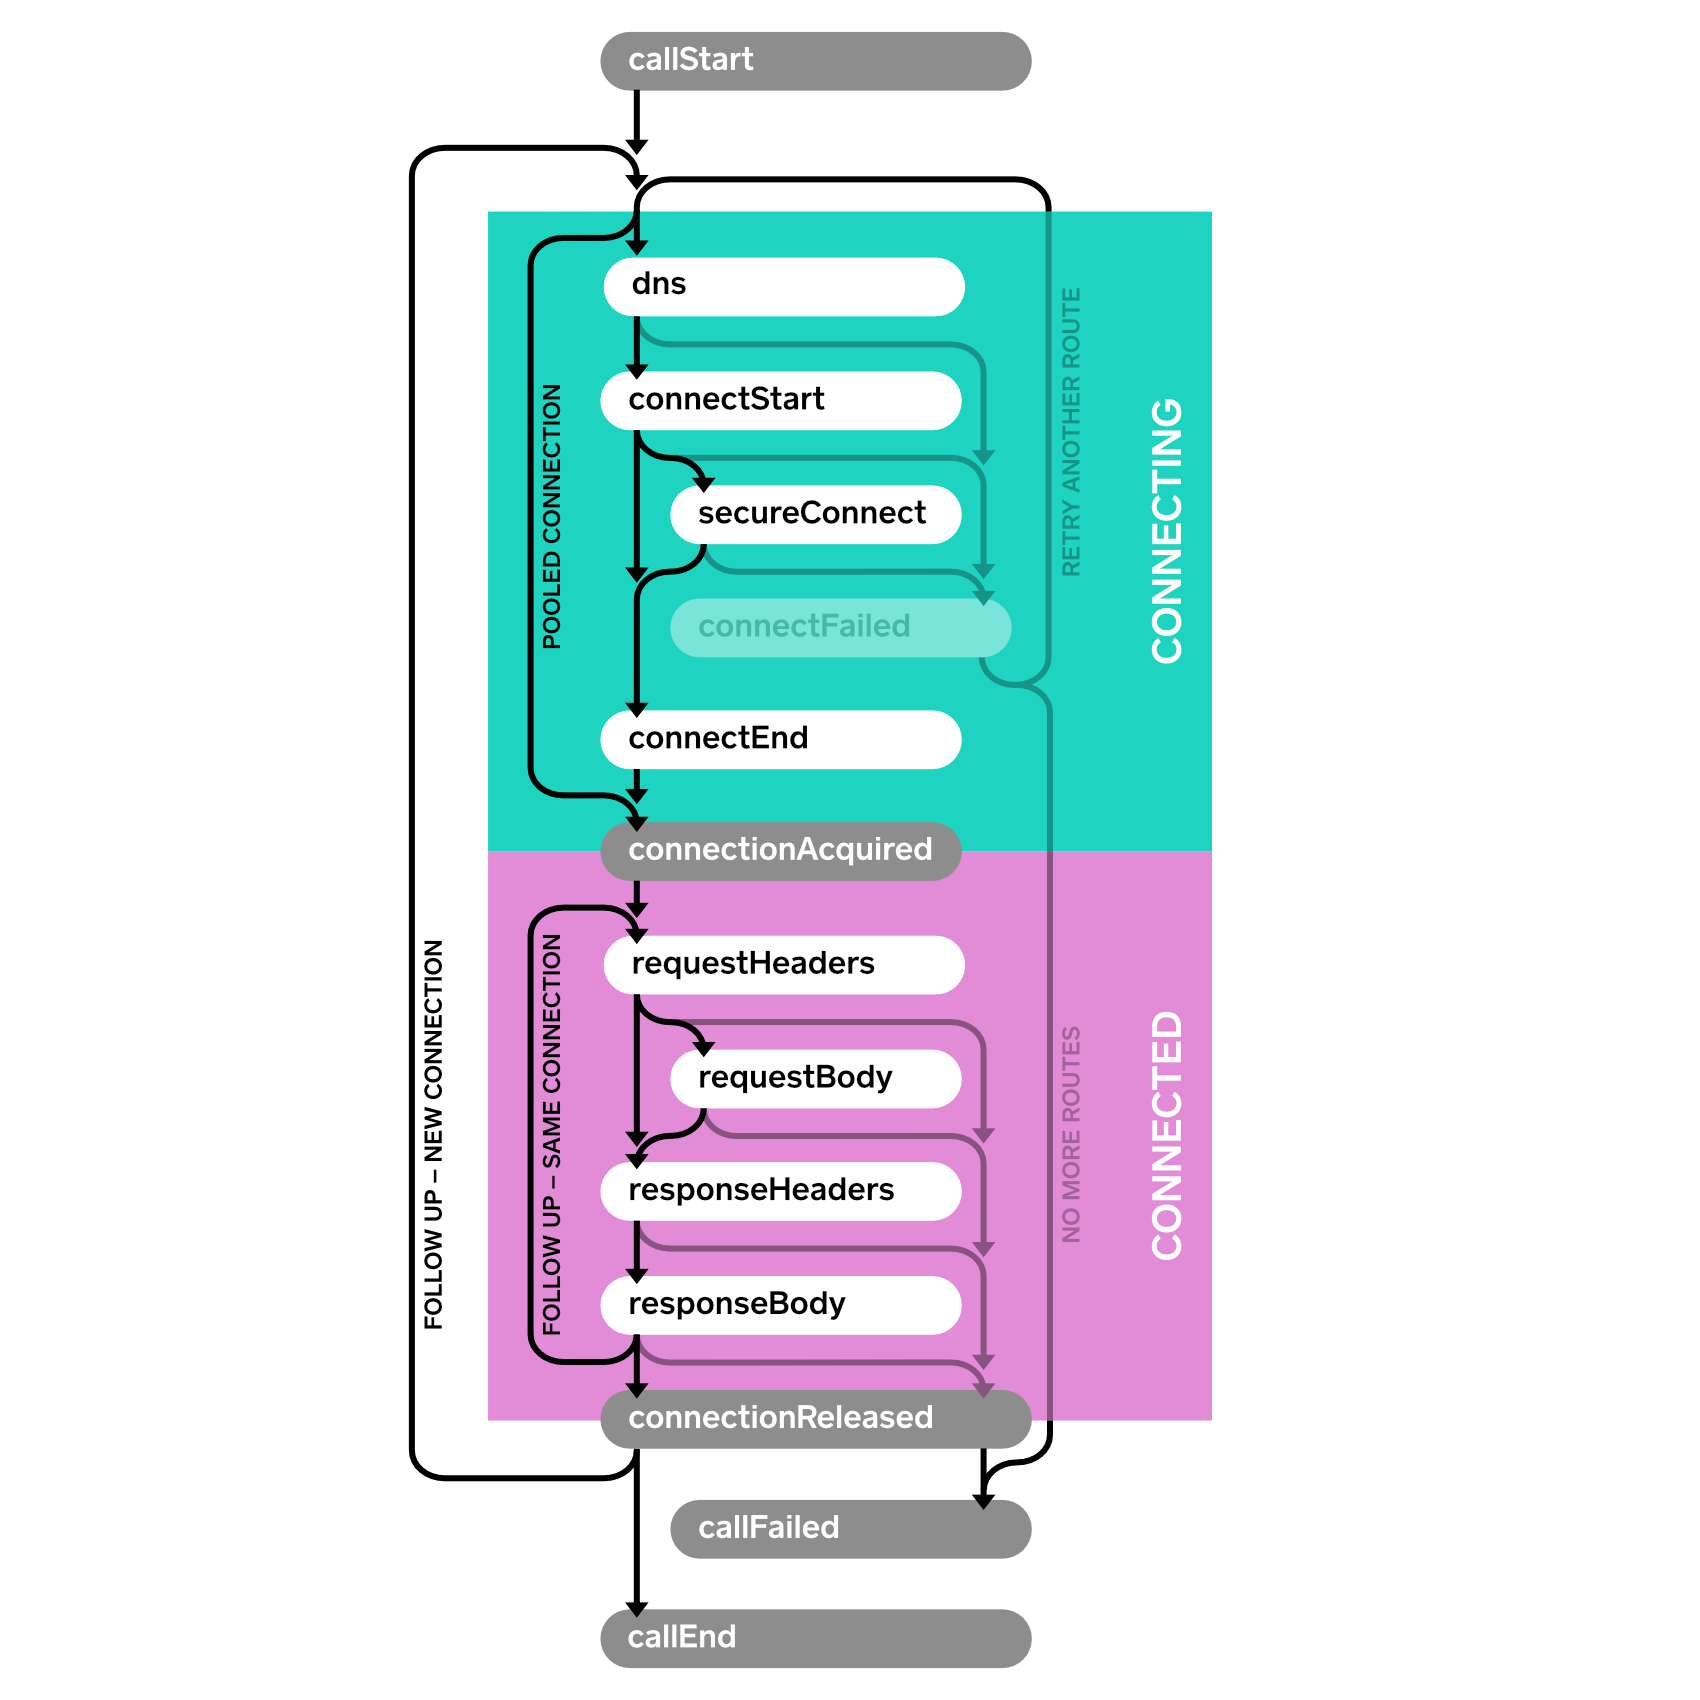 callStart
dns
connectStart
secureConnect
connectFailed
connectEnd
connectionAcquired
POOLED CONNECTION
RETRY ANOTHER ROUTE
CONNECTING
requestHeaders
requestBody
responseHeaders
responseBody
connectionReleased
FOLLOW UP – NEW CONNECTION
FOLLOW UP – SAME CONNECTION
NO MORE ROUTES
CONNECTED
callFailed
callEnd